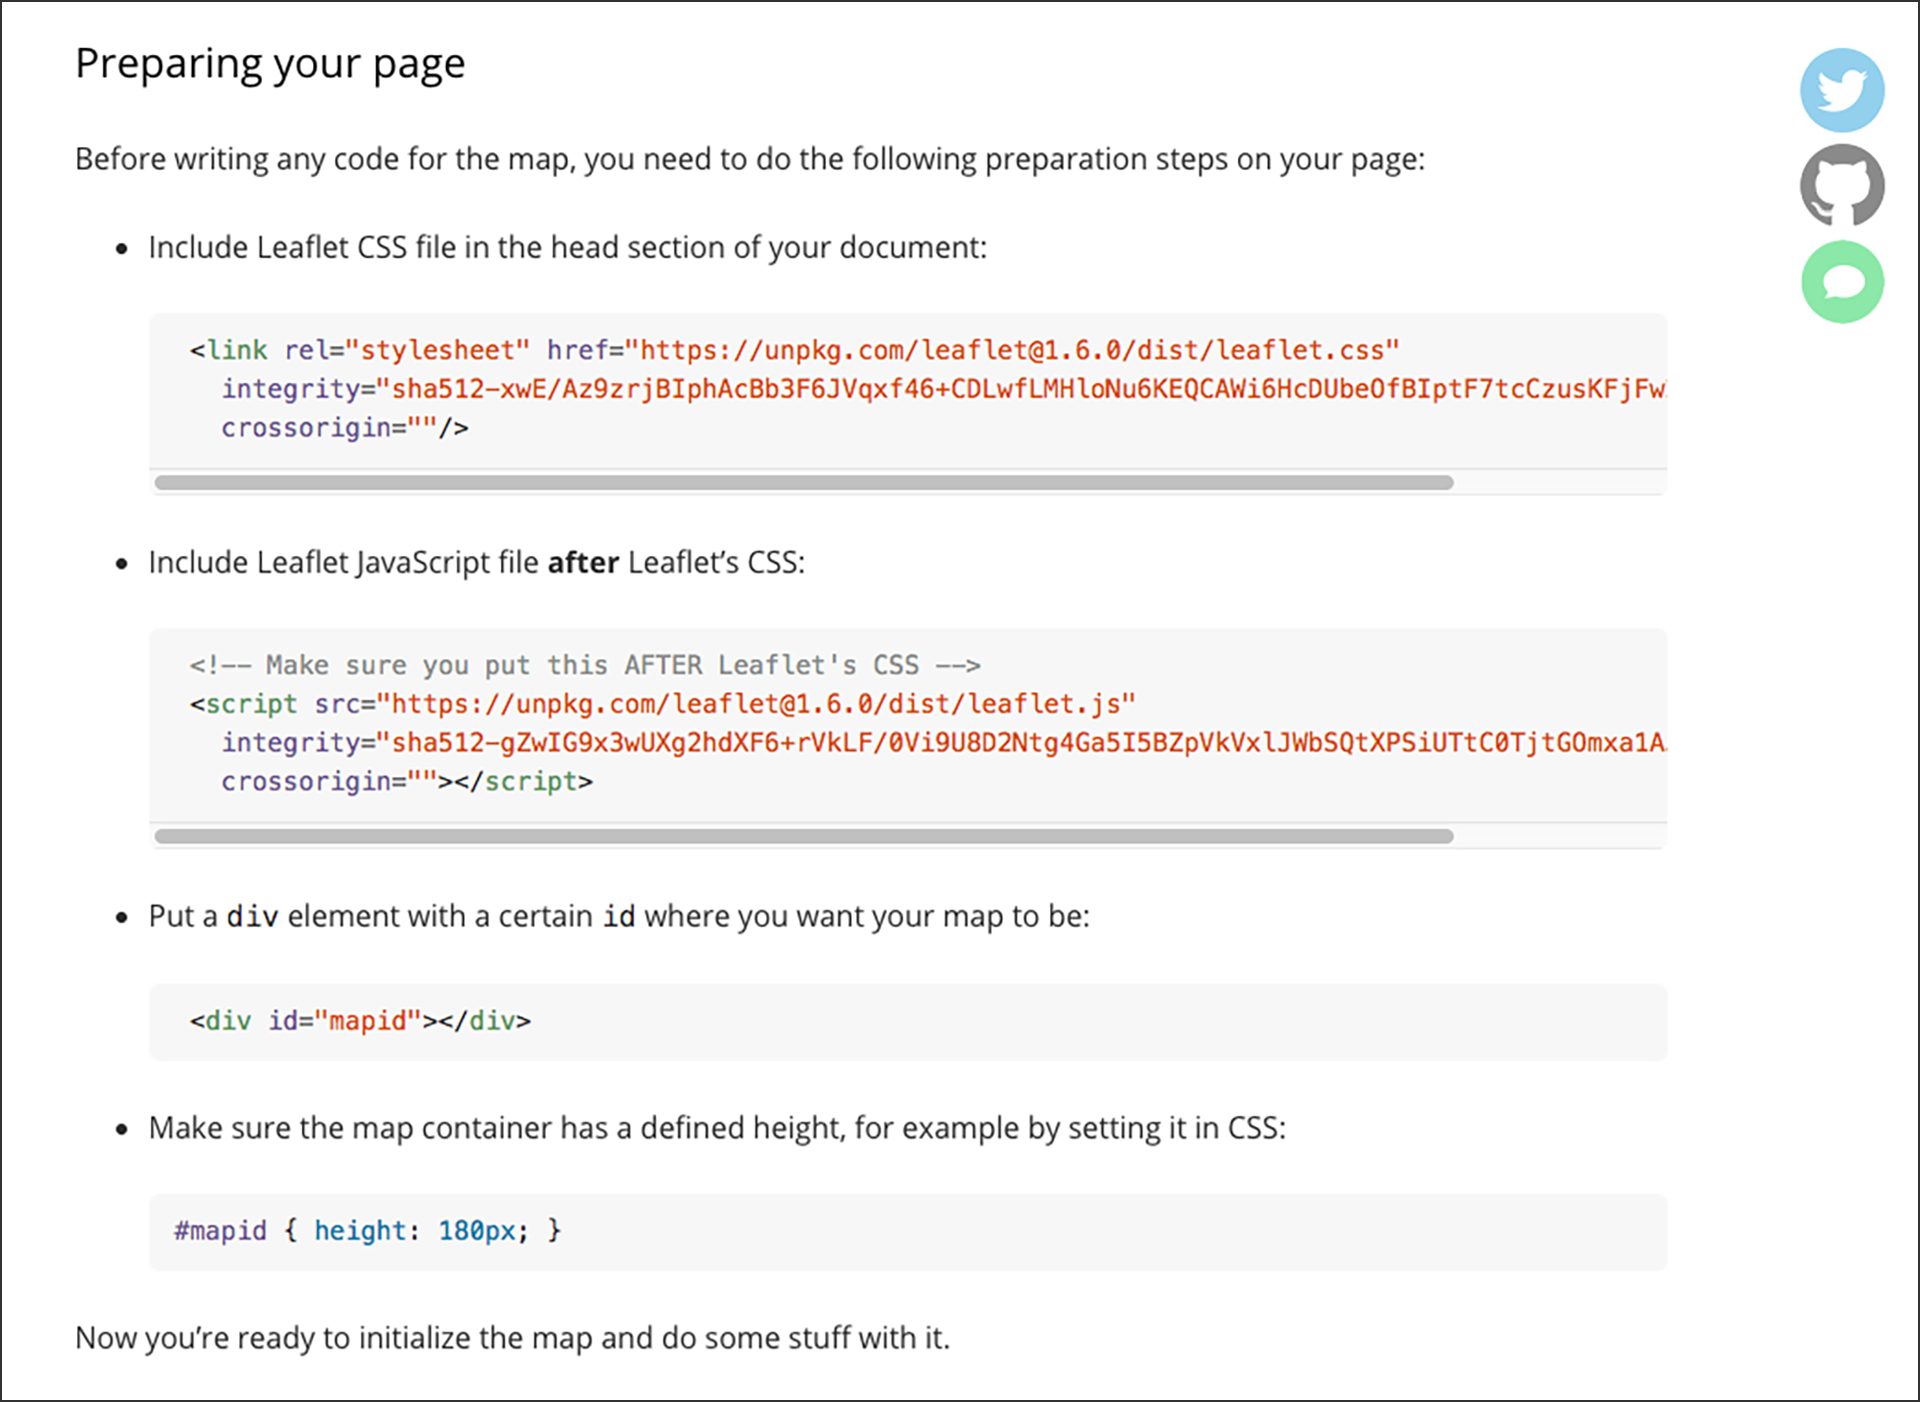 Preparing your page
Before writing any code for the map, you need to do the following preparation steps on your page:
• Include Leaflet CSS file in the head section of your document:
<link rel="stylesheet" href="https://unpkg.com/leaflet@1.6.0/dist/leaflet.css"
integrity="sha512-xwE/Az9zrjBIphAcBb3F6JVqxf46+CDLwfLMHloNu6KEQCAWi6HcDUbeOfBIptF7tcCzusKFjFw
crossorigin=""/>
• Include Leaflet JavaScript file after Leaflet’s CSS:
<!-- Make sure you put this AFTER Leaflet's CSS -->
<script src="https://unpkg.com/leaflet@1.6.0/dist/leaflet.js"
integrity="sha512-gZwIG9x3wUXg2hdXF6+rVkLF/0Vi9U8D2Ntg4Ga5I5BZpVkVxlJWbSQtXPSiUTtC0TjtGOmxa1A
crossorigin=""></script>
• Put a div element with a certain id where you want your map to be:
<div id="mapid"></div>
• Make sure the map container has a defined height, for example by setting it in CSS:
#mapid { height: 180px; }
Now you’re ready to initialize the map and do some stuff with it.